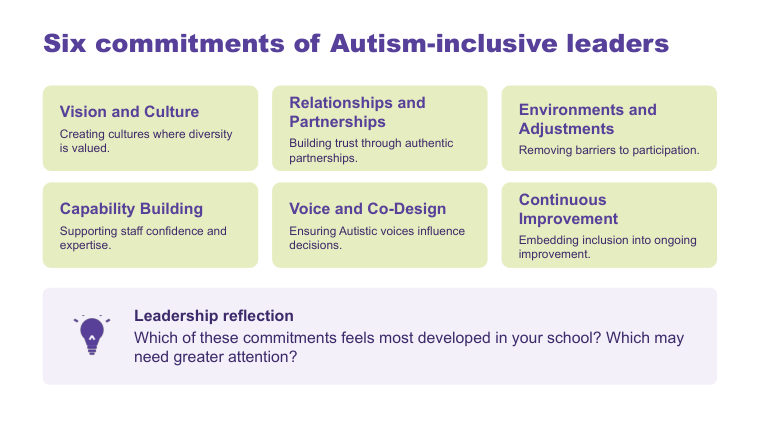 Six commitments of Autism-inclusive leaders
Vision and Culture
Creating cultures where diversity
is valued.
Relationships and
Partnerships
Building trust through authentic
partnerships.
Environments and
Adjustments
Removing barriers to participation.
Capability Building
Supporting staff confidence and
expertise.
Voice and Co-Design
Ensuring Autistic voices influence
decisions.
Continuous
Improvement
Embedding inclusion into ongoing
improvement.
Leadership reflection
Which of these commitments feels most developed in your school? Which may
need greater attention?